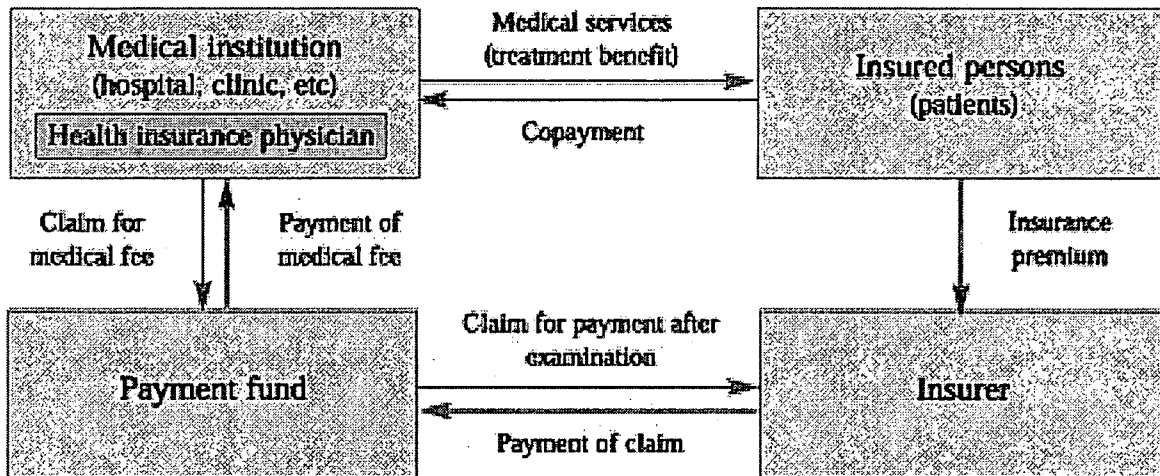 Medical institution
(hospital, clinic, etc)
Health insurance physician
Medical services
(treatment benefit)
Copayment
Insured persons
(patients)
Claim for
medical fee
Payment of
medical fee
Insurance
premium
Payment fund
Claim for payment after
examination
Payment of claim
Insurer